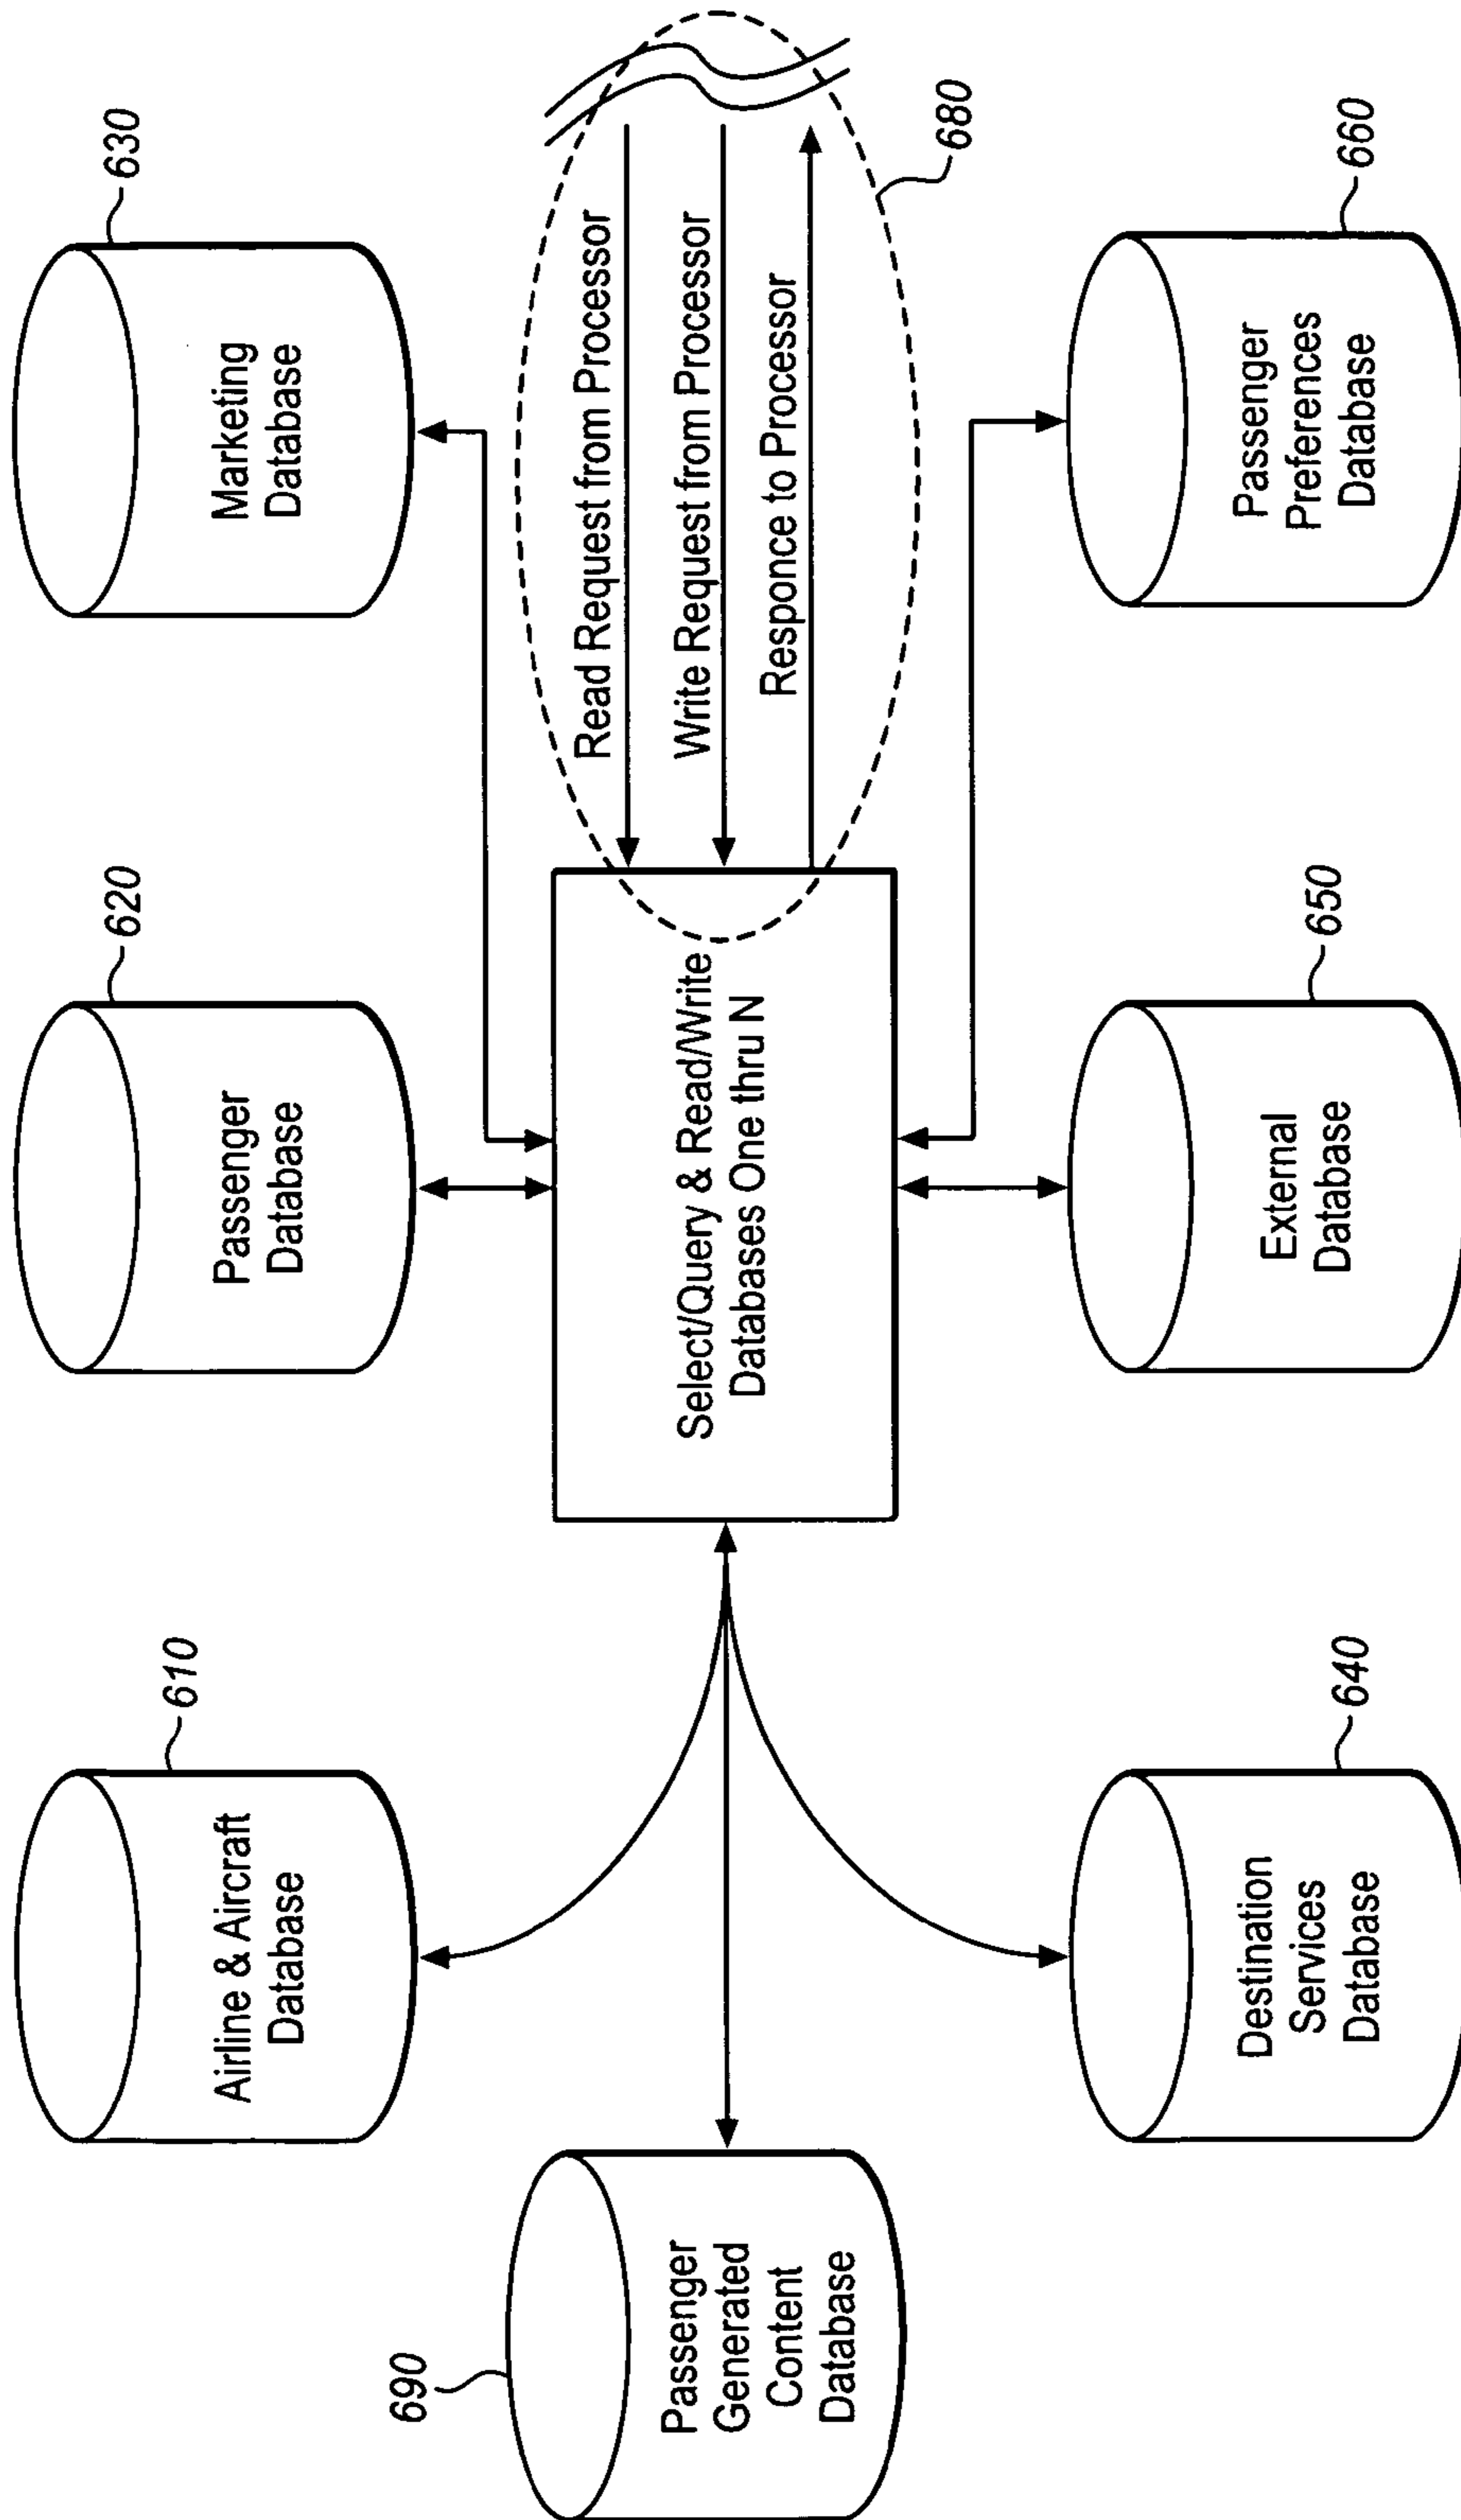 610
Airline & Aircraft
Database
620
Passenger
Database
630
Marketing
Database
690
Passenger
Generated
Content
Database
Select/Query & Read/Write
Databases One thru N
Read Request from Processor
Write Request from Processor
Responce to Processor
680
640
Destination
Services
Database
650
External
Database
660
Passenger
Preferences
Database